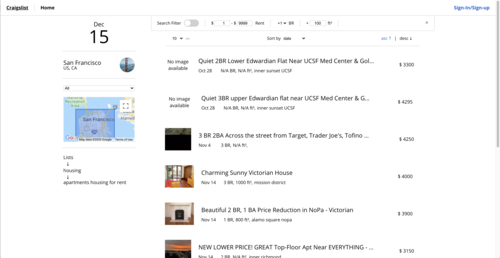 Craigslist Home Sign-In/Sign-up
Dec
15
Search Filter $ 1 - $ 9999 Rent +1 BR + 100 ft² ×
10 Sort by date asc ↑ | desc ↓
San Francisco
US, CA
All
San Francisco
Google
Terms of Use
Lists
↓
housing
↓
apartments housing for rent
No image
available
Quiet 2BR Lower Edwardian Flat Near UCSF Med Center & Gol...
Oct 28 N/A BR, N/A ft², inner sunset UCSF
$ 3300
No image
available
Quiet 3BR upper Edwardian flat near UCSF Med Center & G...
Oct 28 N/A BR, N/A ft², inner sunset UCSF
$ 4295
3 BR 2BA Across the street from Target, Trader Joe's, Tofino ...
Nov 4 3 BR, N/A ft²,
$ 4250
Charming Sunny Victorian House
Nov 14 3 BR, 1000 ft², mission district
$ 4000
Beautiful 2 BR, 1 BA Price Reduction in NoPa - Victorian
Nov 14 1 BR, 800 ft², alamo square nopa
$ 3900
NEW LOWER PRICE! GREAT Top-Floor Apt Near EVERYTHING - ...
Nov 14 2 BR, N/A ft², inner richmond
$ 3150